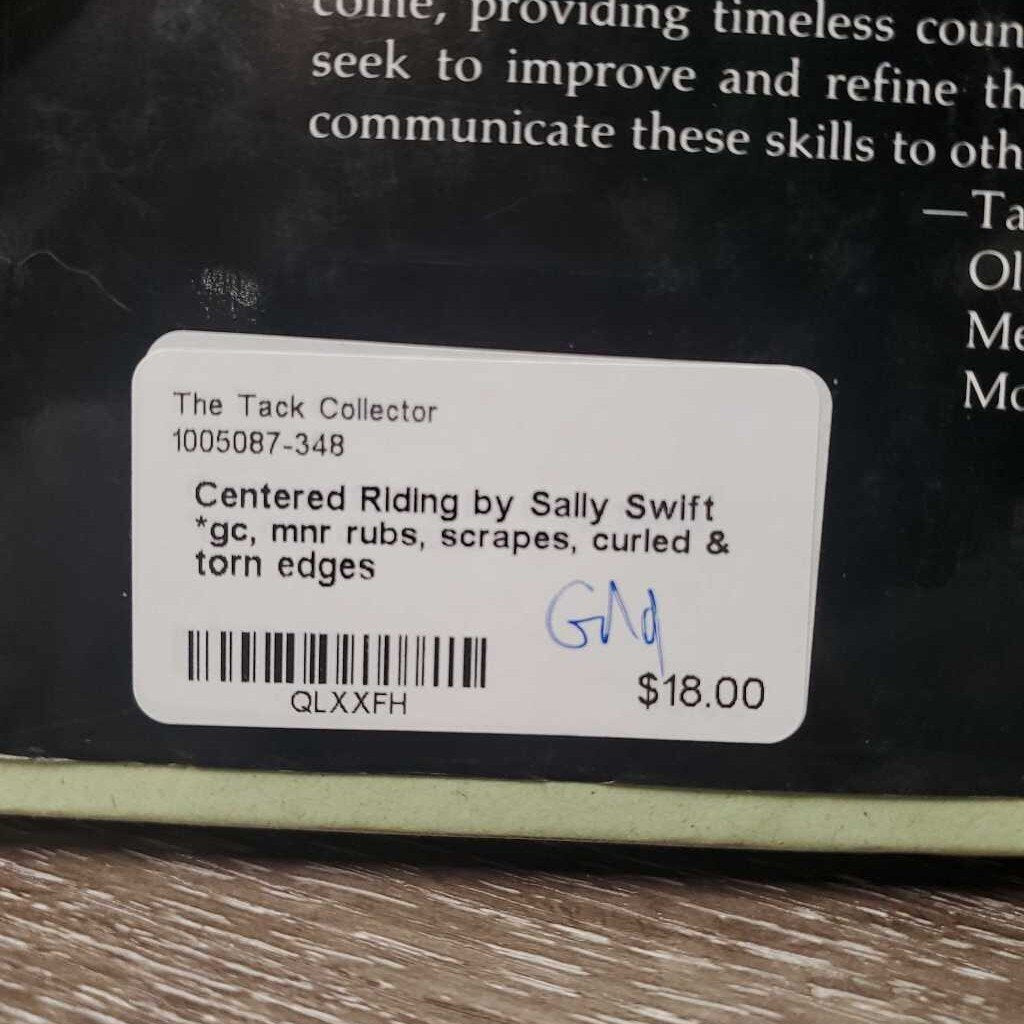 come, providing timeless coun
seek to improve and refine th
communicate these skills to oth
—Ta
Ol
Me
Mo
The Tack Collector
1005087-348
Centered Riding by Sally Swift
*gc, mnr rubs, scrapes, curled &
torn edges
$18.00
QLXXFH